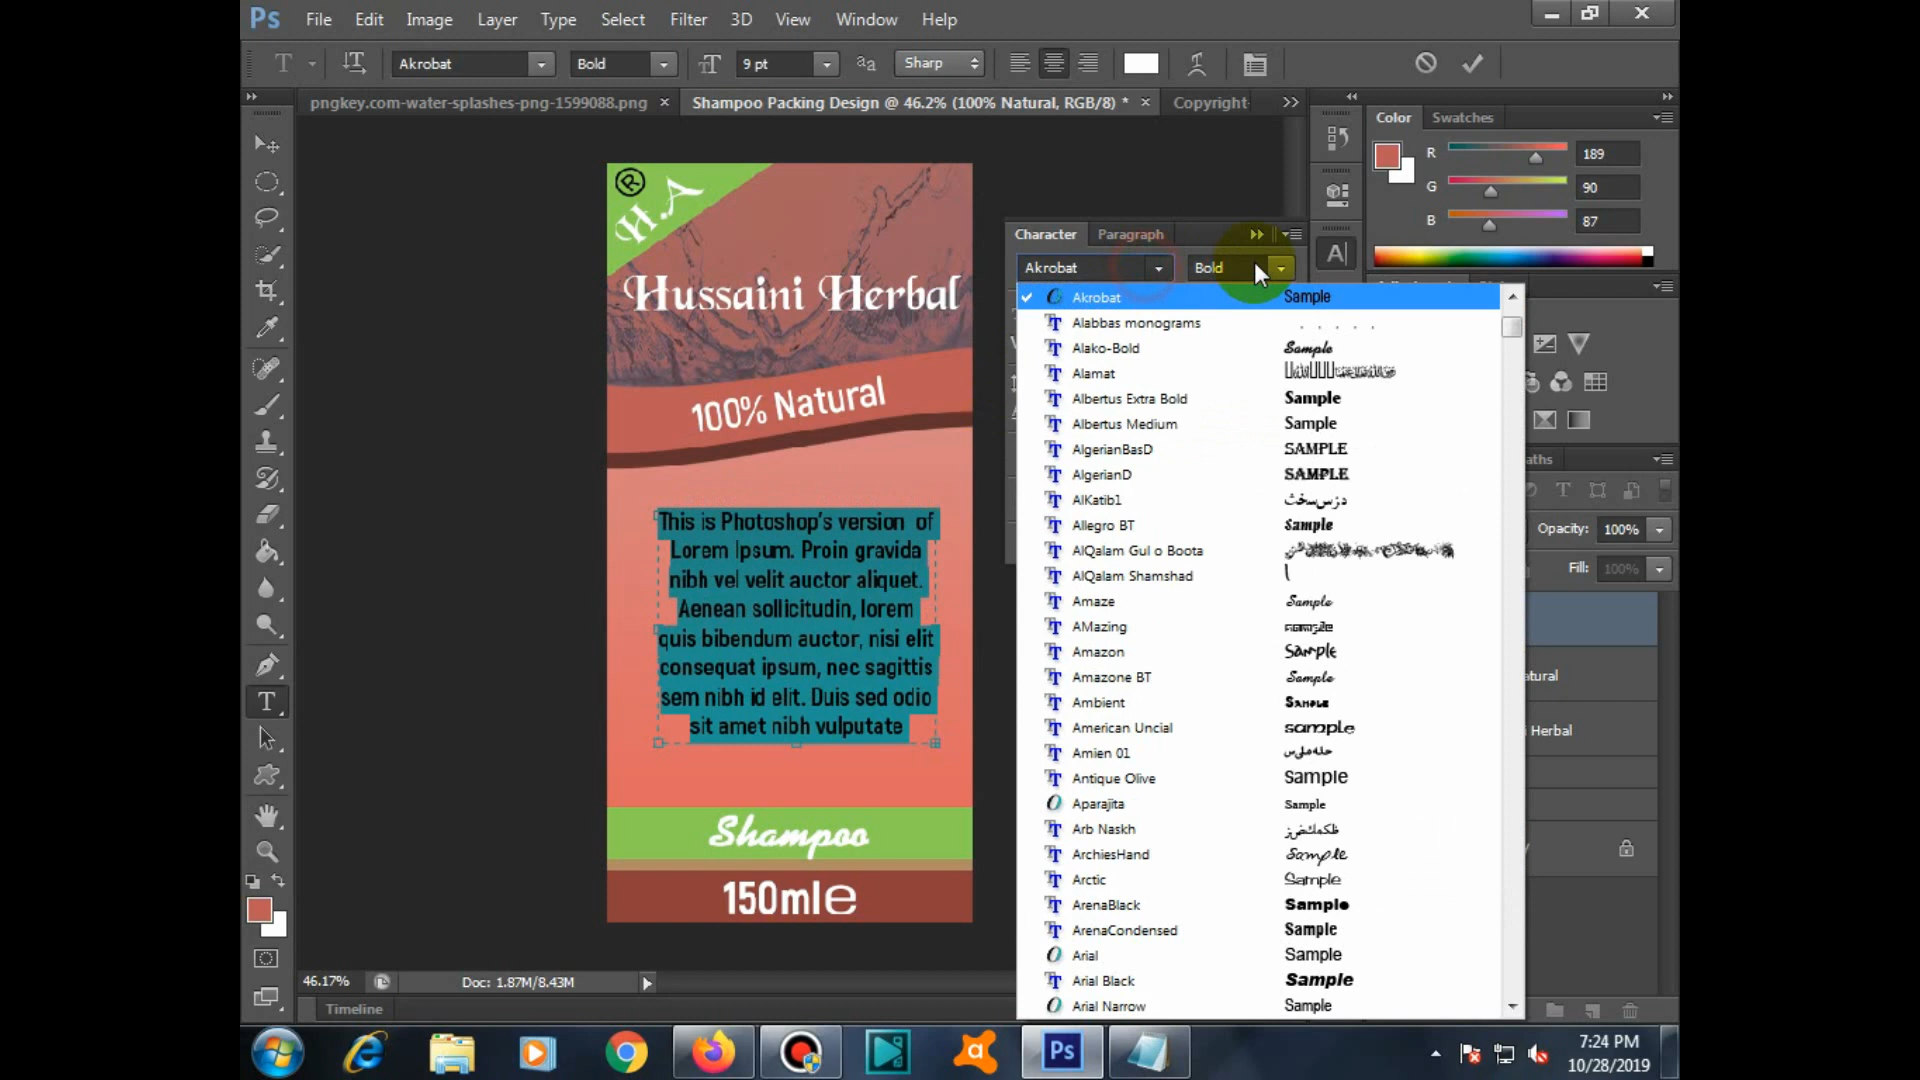 Ps File Edit Image Layer Type Select Filter 3D View Window Help
Akrobat Bold 9 pt Sharp
pngkey.com-water-splashes-png-1599088.png × Shampoo Packing Design @ 46.2% (100% Natural, RGB/8) * × Copyright
Color Swatches
R 189
G 90
B 87
®
H.A
Hussaini Herbal
100% Natural
This is Photoshop's version of
Lorem Ipsum. Proin gravida
nibh vel velit auctor aliquet.
Aenean sollicitudin, lorem
quis bibendum auctor, nisi elit
consequat ipsum, nec sagittis
sem nibh id elit. Duis sed odio
sit amet nibh vulputate
Shampoo
150ml℮
Character Paragraph
Akrobat Bold
Akrobat Sample
Alabbas monograms
Alako-Bold Sample
Alamat
Albertus Extra Bold Sample
Albertus Medium Sample
AlgerianBasD SAMPLE
AlgerianD SAMPLE
AlKatib1
Allegro BT Sample
AlQalam Gul o Boota
AlQalam Shamshad
Amaze Sample
AMazing sample
Amazon Sample
Amazone BT Sample
Ambient Sample
American Uncial sample
Amien 01
Antique Olive Sample
Aparajita Sample
Arb Naskh
ArchiesHand Sample
Arctic Sample
ArenaBlack Sample
ArenaCondensed Sample
Arial Sample
Arial Black Sample
Arial Narrow Sample
aths
Opacity: 100%
Fill: 100%
atural
i Herbal
46.17% Doc: 1.87M/8.43M
Timeline
7:24 PM
10/28/2019